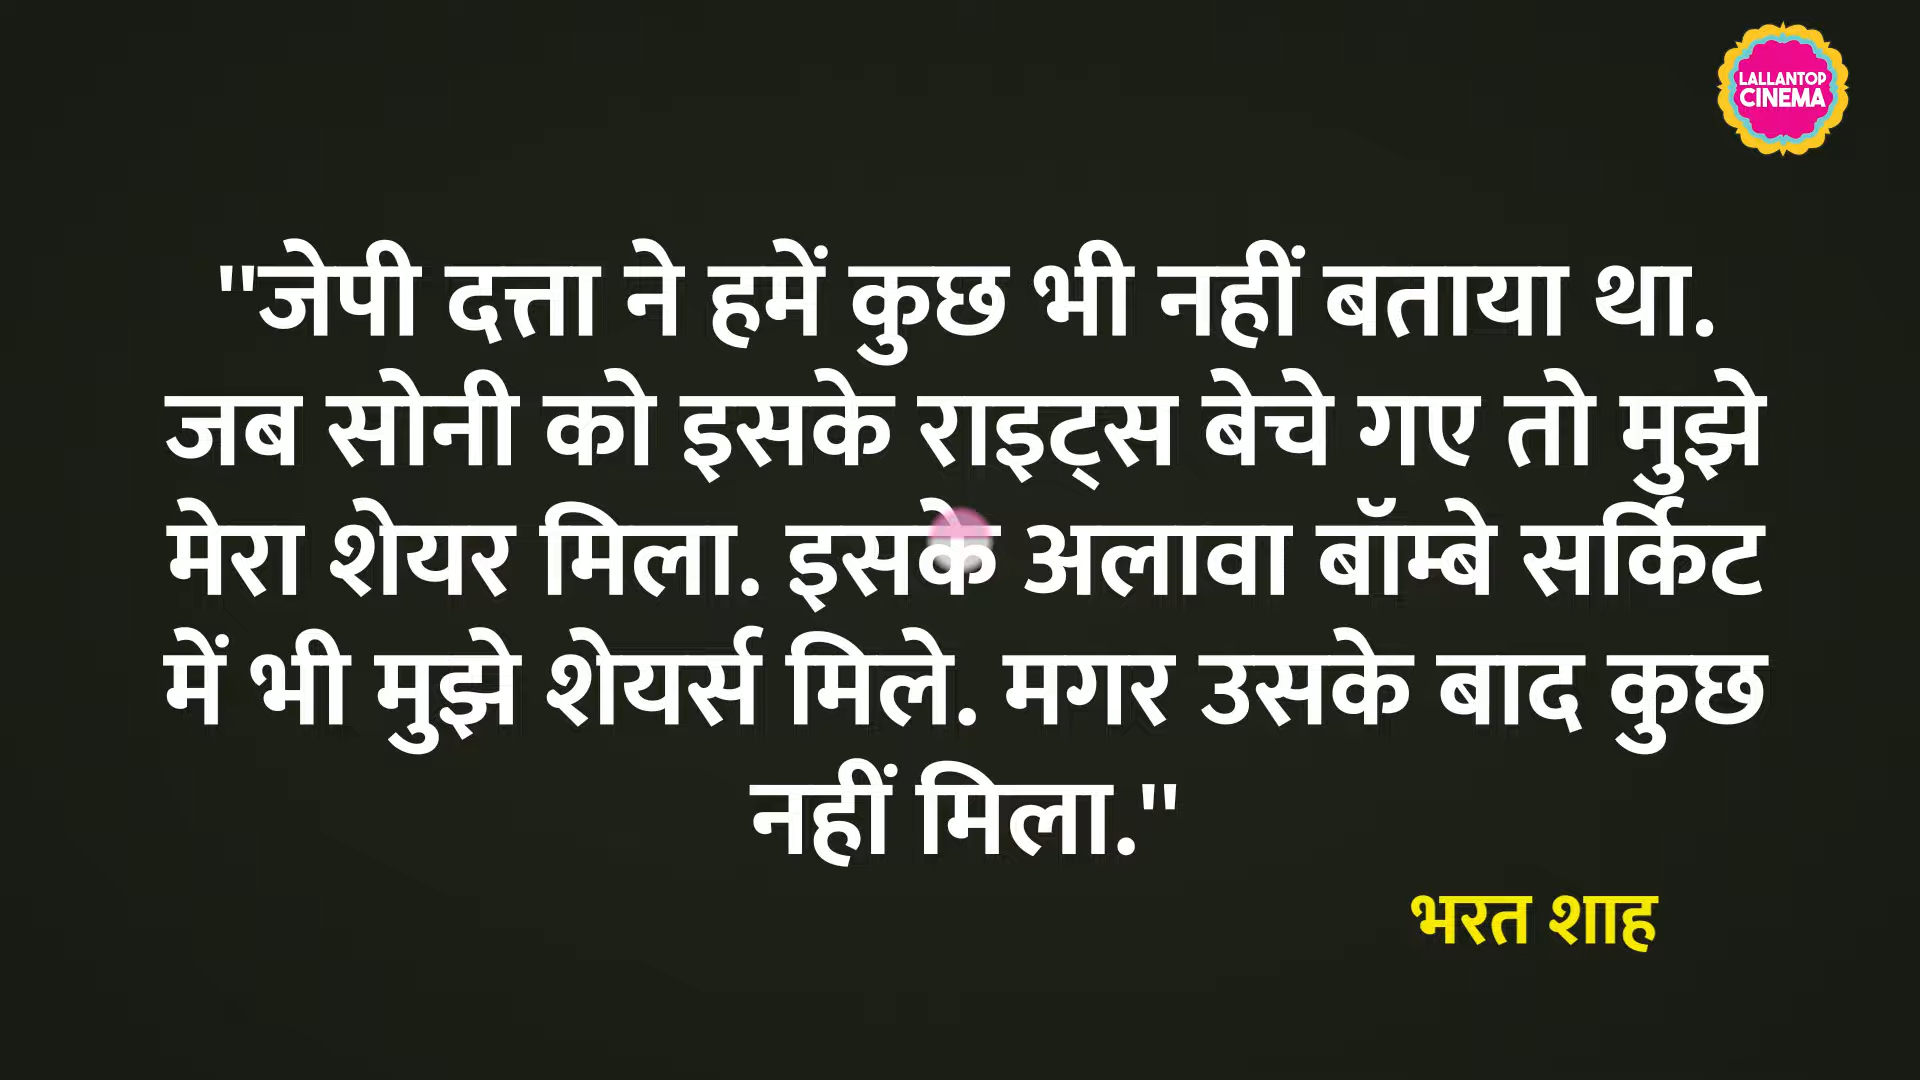 LALLANTOP
CINEMA
"जेपी दत्ता ने हमें कुछ भी नहीं बताया था.
जब सोनी को इसके राइट्स बेचे गए तो मुझे
मेरा शेयर मिला. इसके अलावा बॉम्बे सर्किट
में भी मुझे शेयर्स मिले. मगर उसके बाद कुछ
नहीं मिला."
भरत शाह